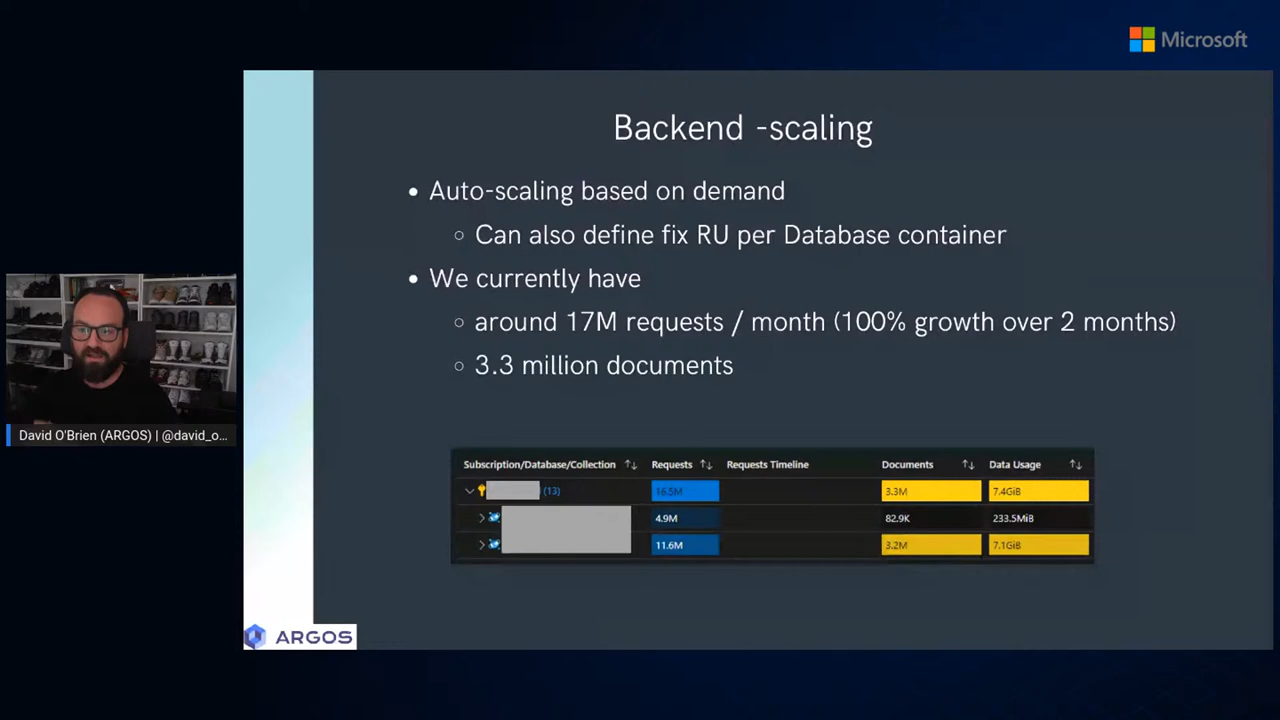 Microsoft
Backend -scaling
• Auto-scaling based on demand
○ Can also define fix RU per Database container
• We currently have
○ around 17M requests / month (100% growth over 2 months)
○ 3.3 million documents
Subscription/Database/Collection Requests Requests Timeline Documents Data Usage
(13) 16.5M 3.3M 7.4GiB
4.9M 82.9K 233.5MiB
11.6M 3.2M 7.1GiB
David O'Brien (ARGOS) | @david_o...
ARGOS